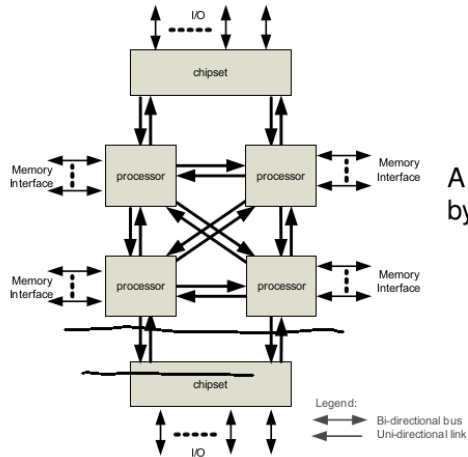 I/O
chipset
Memory
Interface
processor
processor
Memory
Interface
A
by
Memory
Interface
processor
processor
Memory
Interface
chipset
Legend:
Bi-directional bus
Uni-directional link
I/O